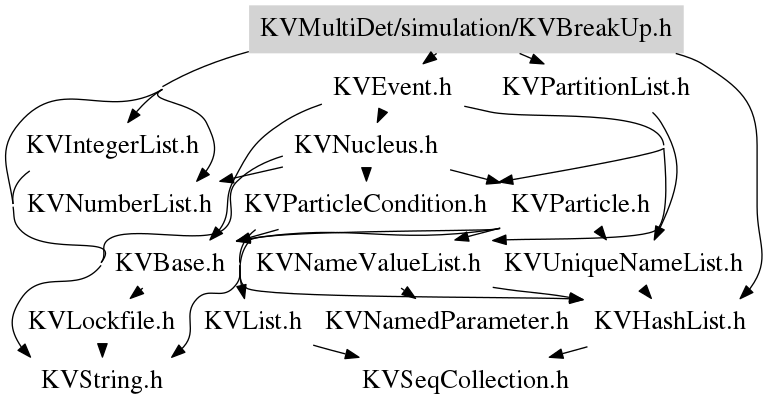 KVMultiDet/simulation/KVBreakUp.h
KVEvent.h
KVPartitionList.h
KVIntegerList.h
KVNucleus.h
KVNumberList.h
KVParticleCondition.h
KVParticle.h
KVBase.h
KVNameValueList.h
KVUniqueNameList.h
KVLockfile.h
KVList.h
KVNamedParameter.h
KVHashList.h
KVString.h
KVSeqCollection.h